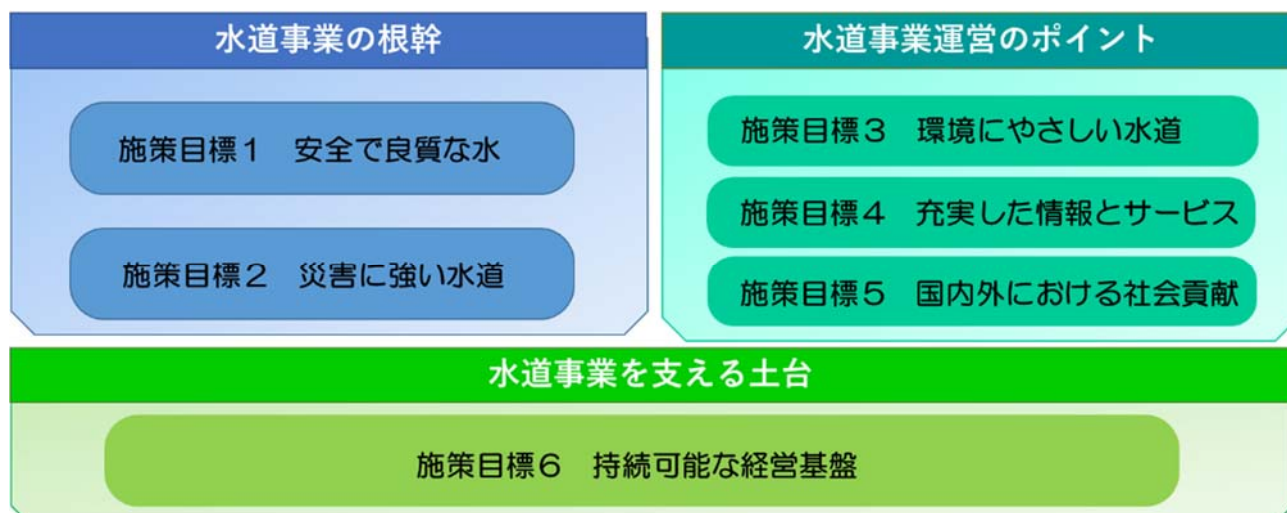 水道事業の根幹
施策目標１　安全で良質な水
施策目標２　災害に強い水道
水道事業運営のポイント
施策目標３　環境にやさしい水道
施策目標４　充実した情報とサービス
施策目標５　国内外における社会貢献
水道事業を支える土台
施策目標６　持続可能な経営基盤